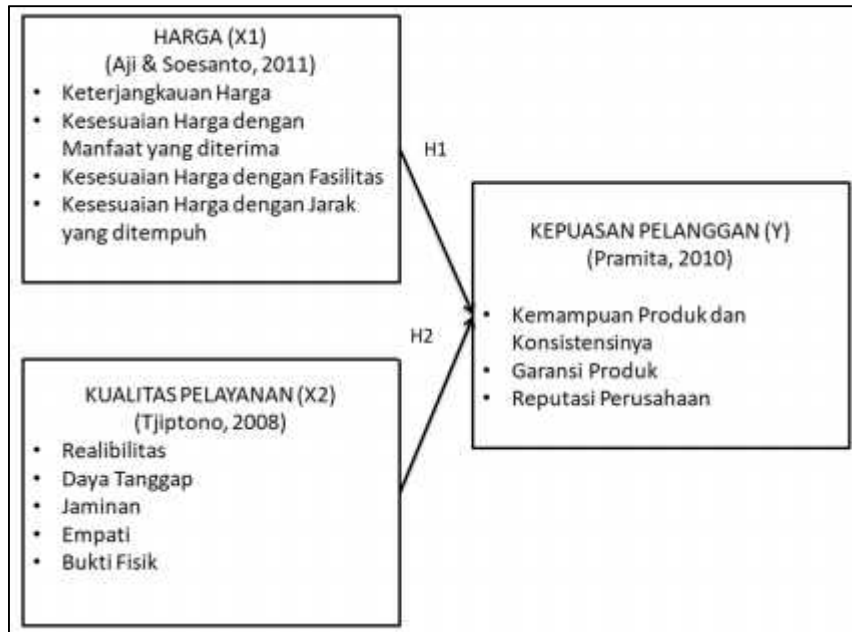 HARGA (X1)
(Aji & Soesanto, 2011)
• Keterjangkauan Harga
• Kesesuaian Harga dengan
Manfaat yang diterima
• Kesesuaian Harga dengan Fasilitas
• Kesesuaian Harga dengan Jarak
yang ditempuh
H1
KEPUASAN PELANGGAN (Y)
(Pramita, 2010)
• Kemampuan Produk dan
Konsistensinya
• Garansi Produk
• Reputasi Perusahaan
H2
KUALITAS PELAYANAN (X2)
(Tjiptono, 2008)
• Realibilitas
• Daya Tanggap
• Jaminan
• Empati
• Bukti Fisik